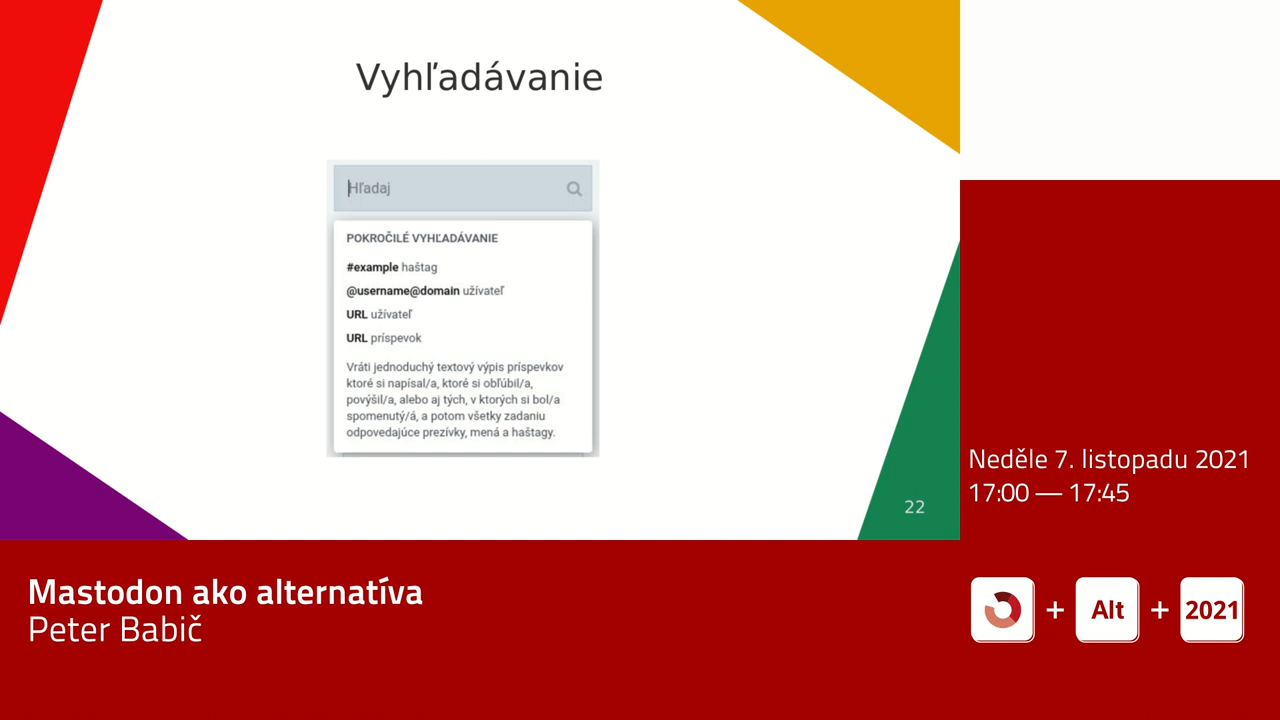 Vyhľadávanie
Hľadaj
POKROČILÉ VYHĽADÁVANIE
#example haštag
@username@domain užívateľ
URL užívateľ
URL príspevok
Vráti jednoduchý textový výpis príspevkov
ktoré si napísal/a, ktoré si obľúbil/a,
povýšil/a, alebo aj tých, v ktorých si bol/a
spomenutý/á, a potom všetky zadaniu
odpovedajúce prezívky, mená a haštagy.
22
Neděle 7. listopadu 2021
17:00 — 17:45
Mastodon ako alternatíva
Peter Babič
+ Alt + 2021